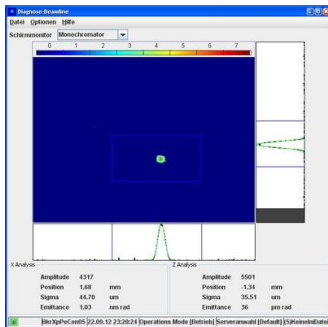 Diagnose-Beamline
Datei Optionen Hilfe
Schirmmonitor Monochromator
0 1 2 3 4 5 6 7
X Analysis
Amplitude 4317
Position 1.68 mm
Sigma 44.70 um
Emittance 1.03 nm rad
Z Analysis
Amplitude 5501
Position -1.34 mm
Sigma 35.51 um
Emittance 36 pm rad
BkrXpPeCon05 22.09.12 23:20:24 Operations Mode [Betrieb] Serveranwahl [Default] (5)KeineInDatei